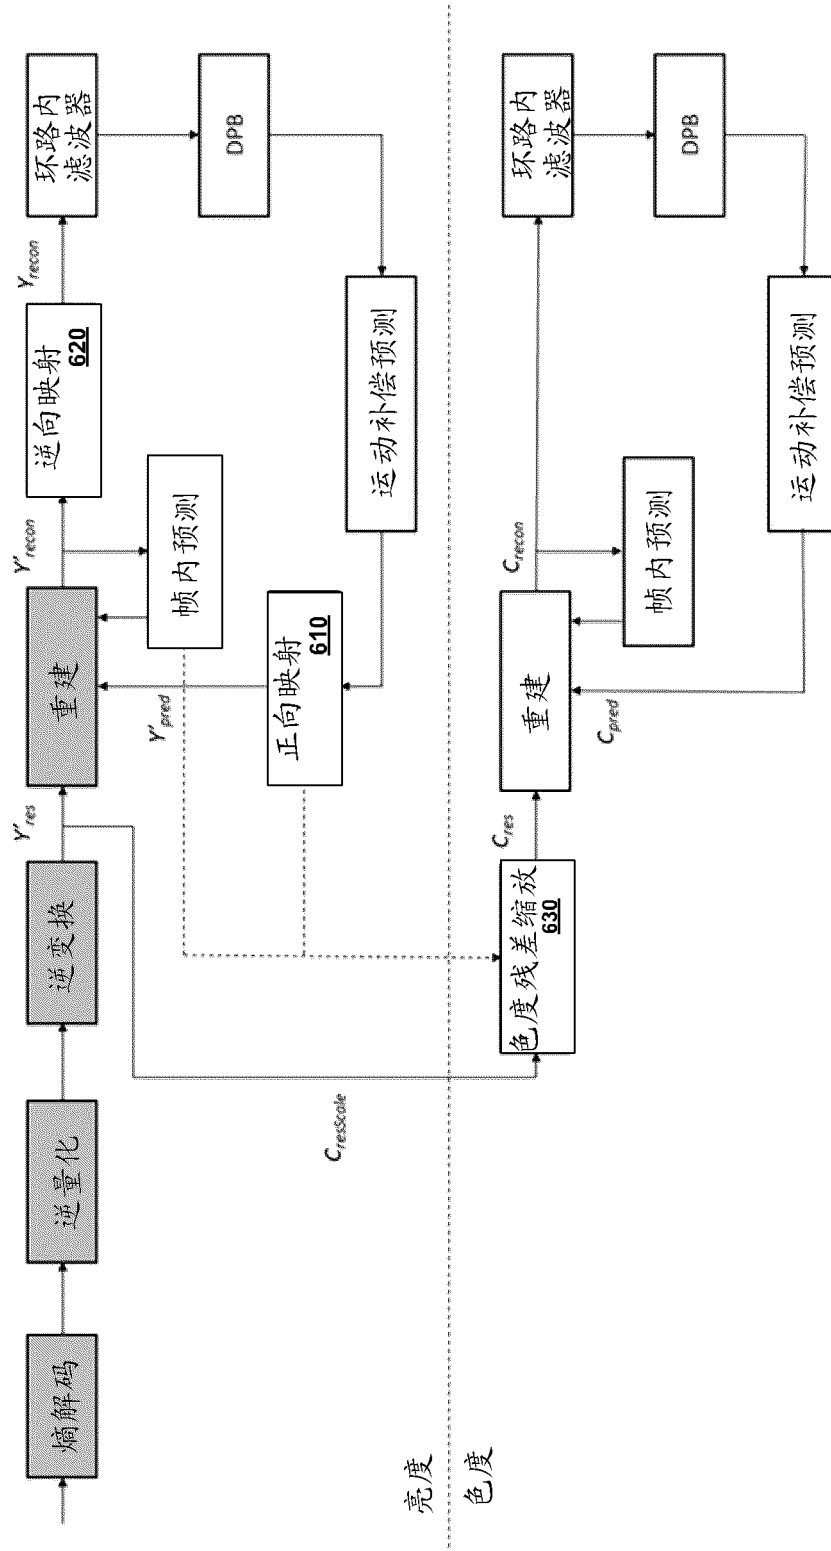 熵解码
逆量化
逆变换
Y'res
重建
Y'recon
逆向映射
620
Yrecon
环路内
滤波器
DPB
帧内预测
Y'pred
正向映射
610
运动补偿预测
CresScale
亮度
色度
色度残差缩放
630
Cres
重建
Crecon
环路内
滤波器
DPB
帧内预测
Cpred
运动补偿预测